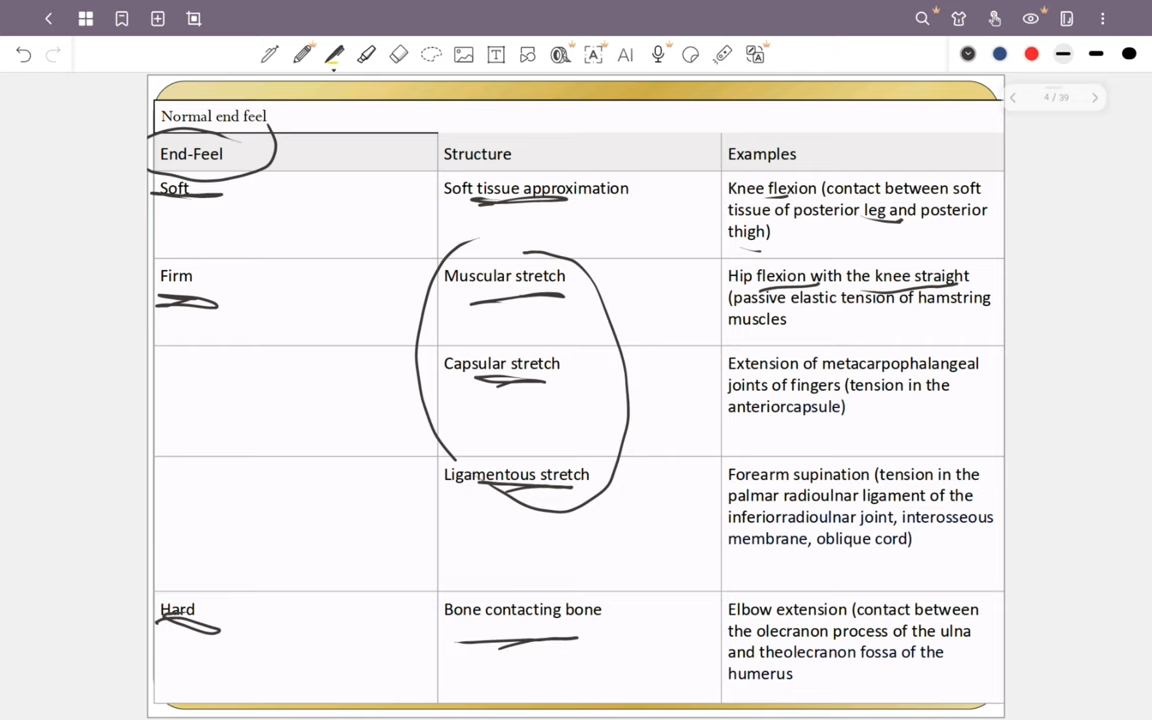 4 / 39
Normal end feel
End-Feel
Structure
Examples
Soft
Soft tissue approximation
Knee flexion (contact between soft
tissue of posterior leg and posterior
thigh)
Firm
Muscular stretch
Hip flexion with the knee straight
(passive elastic tension of hamstring
muscles
Capsular stretch
Extension of metacarpophalangeal
joints of fingers (tension in the
anteriorcapsule)
Ligamentous stretch
Forearm supination (tension in the
palmar radioulnar ligament of the
inferiorradioulnar joint, interosseous
membrane, oblique cord)
Hard
Bone contacting bone
Elbow extension (contact between
the olecranon process of the ulna
and theolecranon fossa of the
humerus